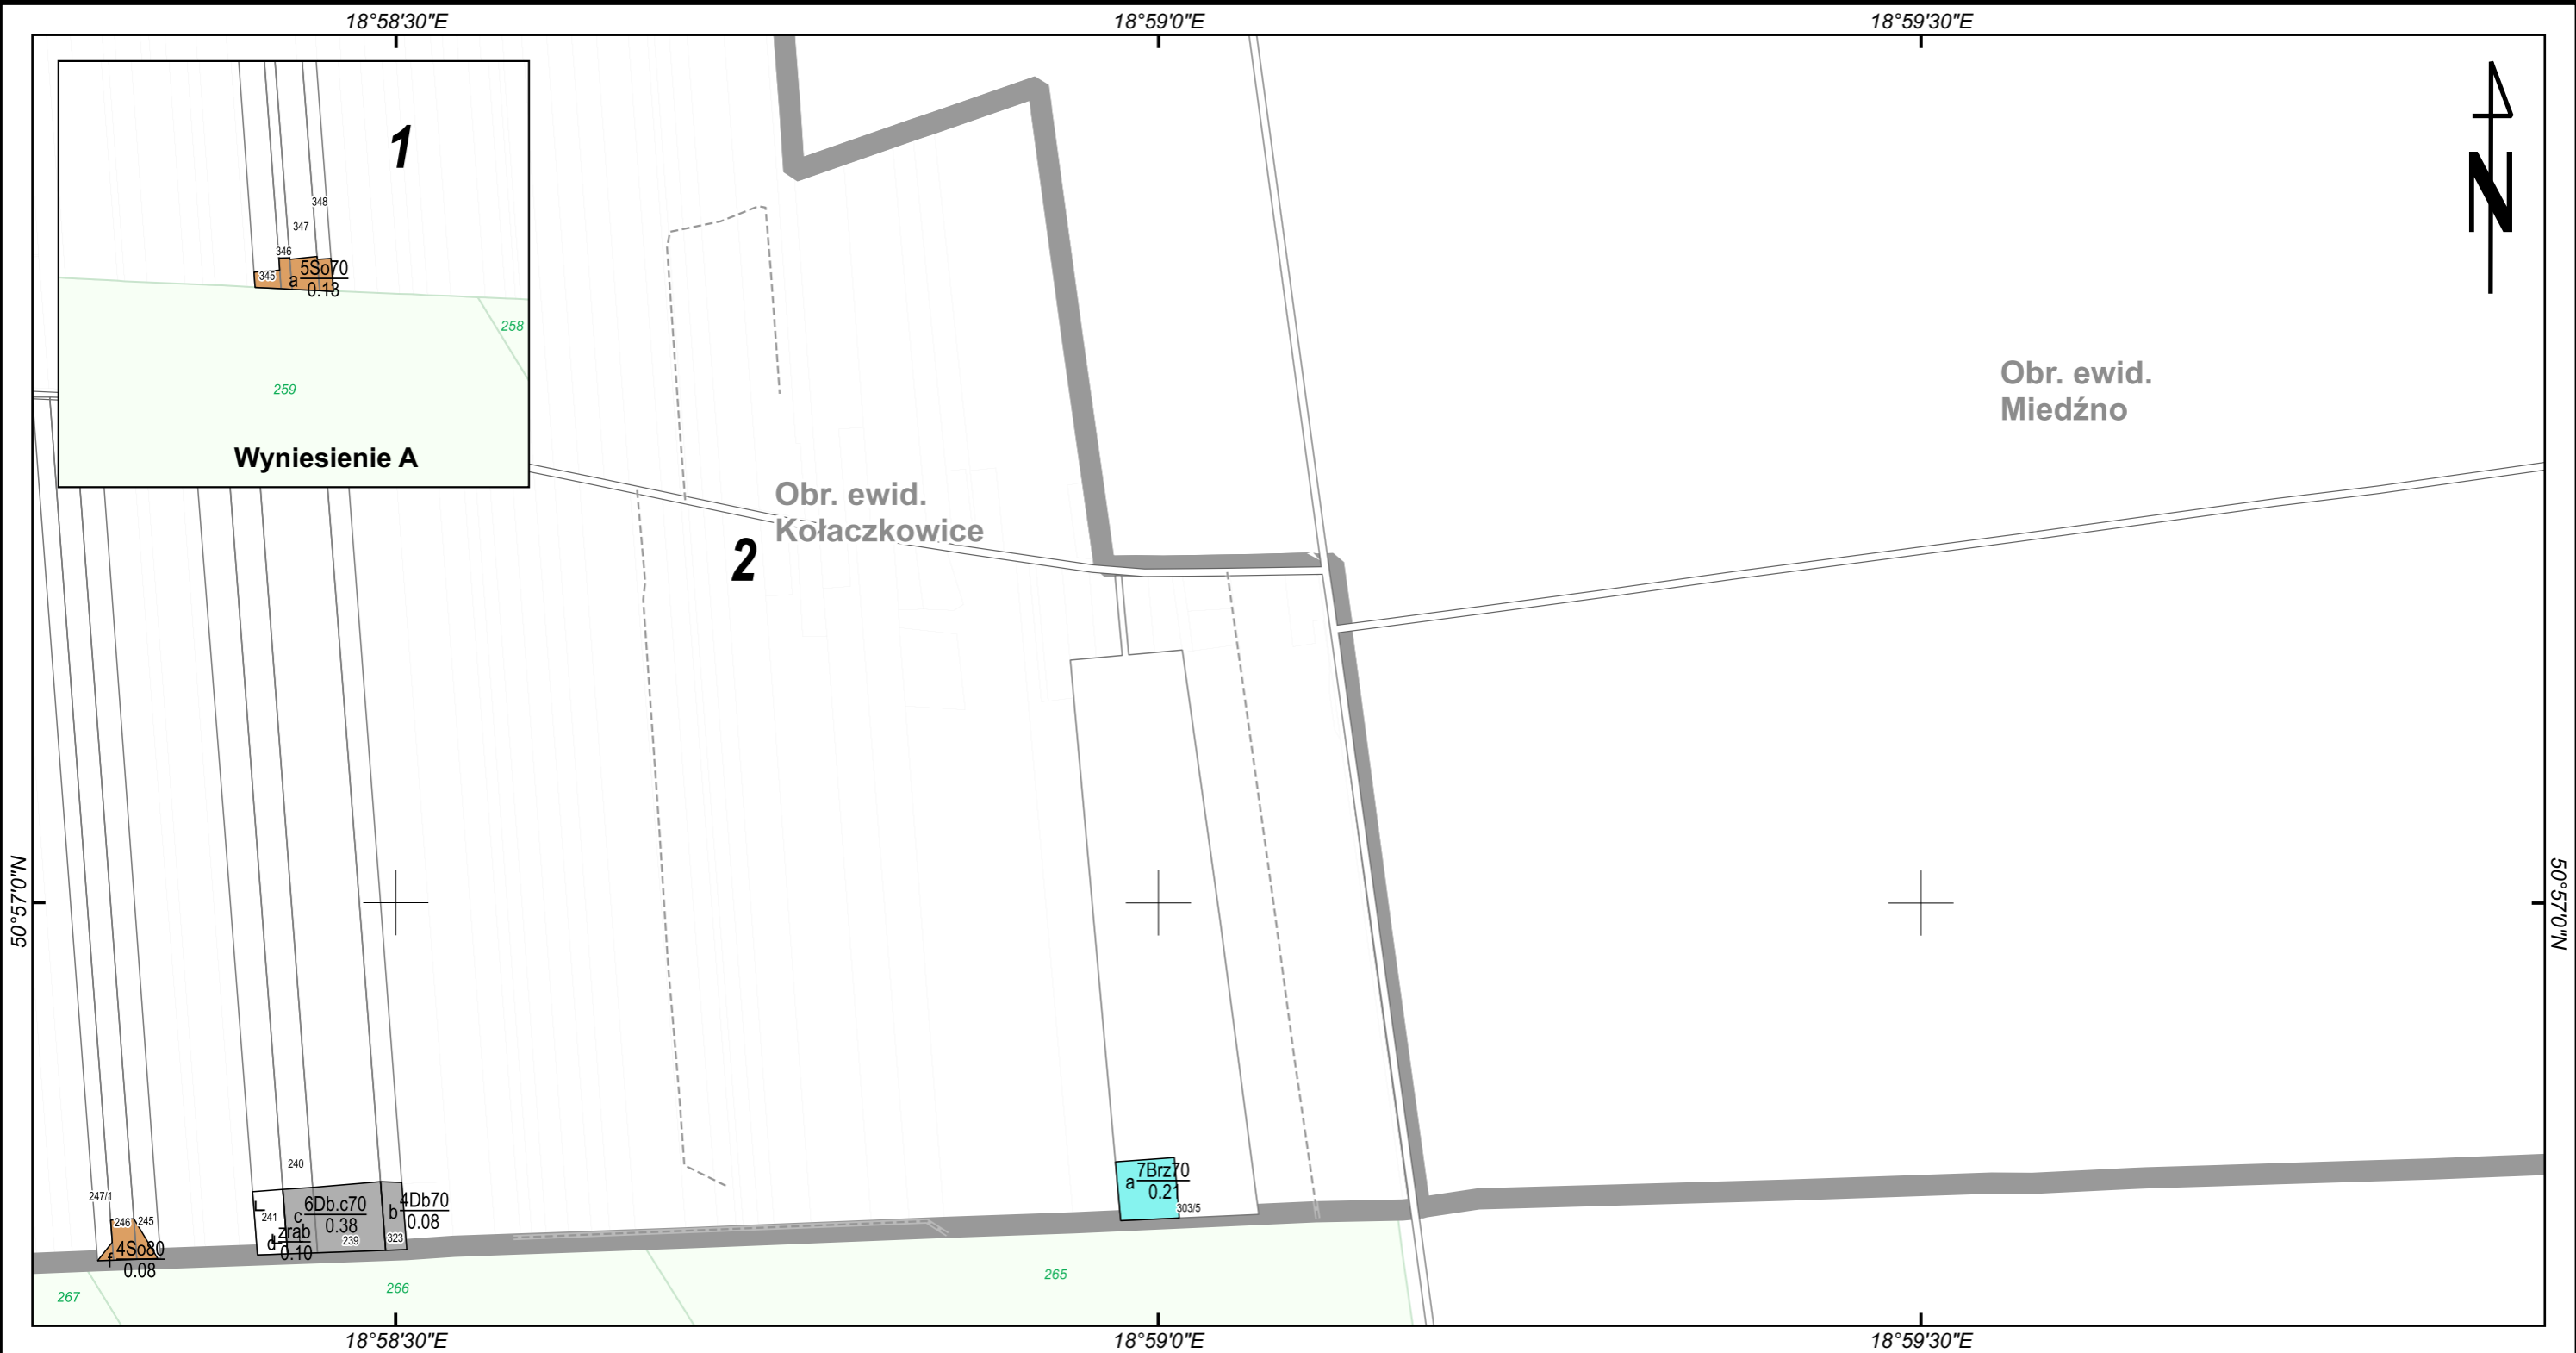 18°58'30"E
18°59'0"E
18°59'30"E
1
348
347
346
345
a 5So70
0.18
258
259
Wyniesienie A
N
Obr. ewid.
Miedźno
Obr. ewid.
Kołaczkowice
2
50°57'0"N
50°57'0"N
240
247/1
246
245
f 4So80
0.08
241
c 6Db.c70
0.38
d zrąb
0.10
239
b 4Db70
0.08
323
a 7Brz70
0.21
303/5
267
266
265
18°58'30"E
18°59'0"E
18°59'30"E